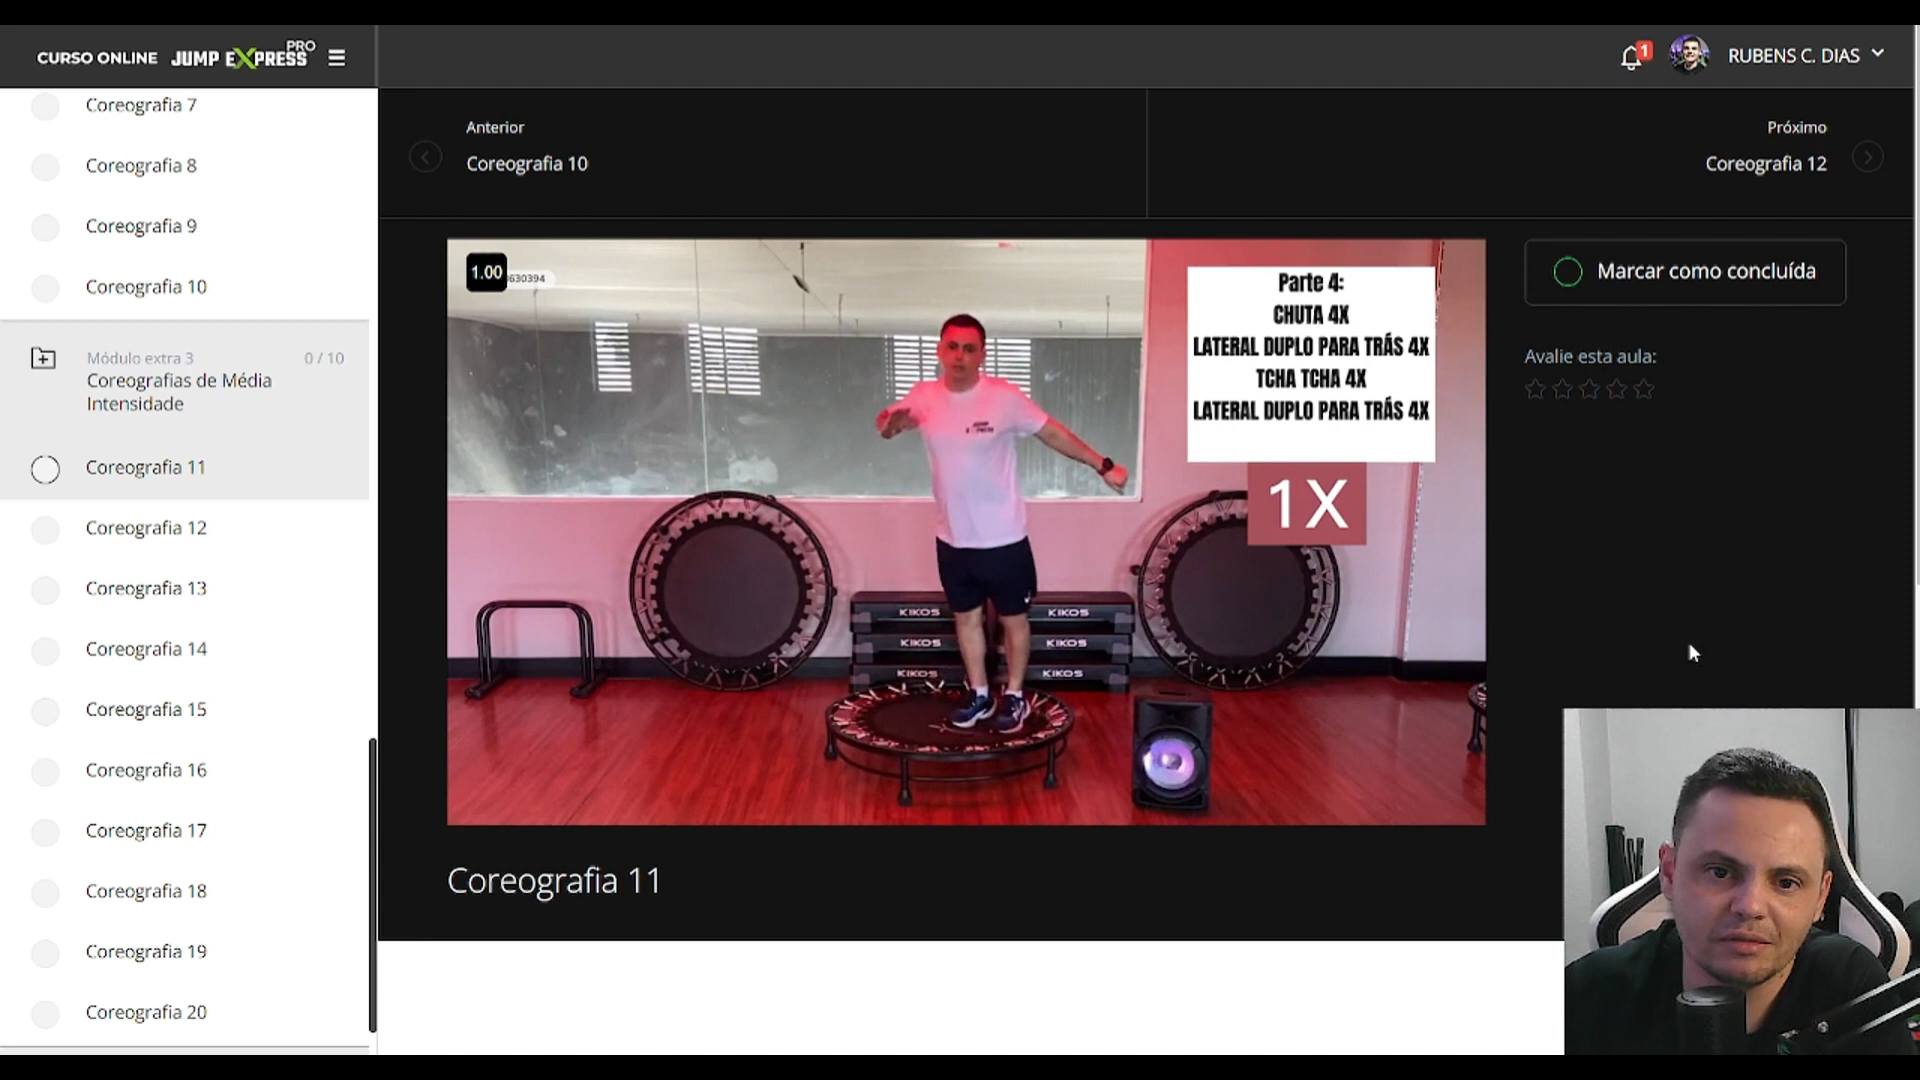 CURSO ONLINE JUMP EXPRESS PRO
1
RUBENS C. DIAS
Coreografia 7
Coreografia 8
Coreografia 9
Coreografia 10
Módulo extra 3
0 / 10
Coreografias de Média
Intensidade
Coreografia 11
Coreografia 12
Coreografia 13
Coreografia 14
Coreografia 15
Coreografia 16
Coreografia 17
Coreografia 18
Coreografia 19
Coreografia 20
Anterior
Coreografia 10
Próximo
Coreografia 12
1.00
630394
Parte 4:
CHUTA 4X
LATERAL DUPLO PARA TRÁS 4X
TCHA TCHA 4X
LATERAL DUPLO PARA TRÁS 4X
1X
JUMP
KIKOS KIKOS
KIKOS KIKOS
KIKOS KIKOS
Coreografia 11
Marcar como concluída
Avalie esta aula: